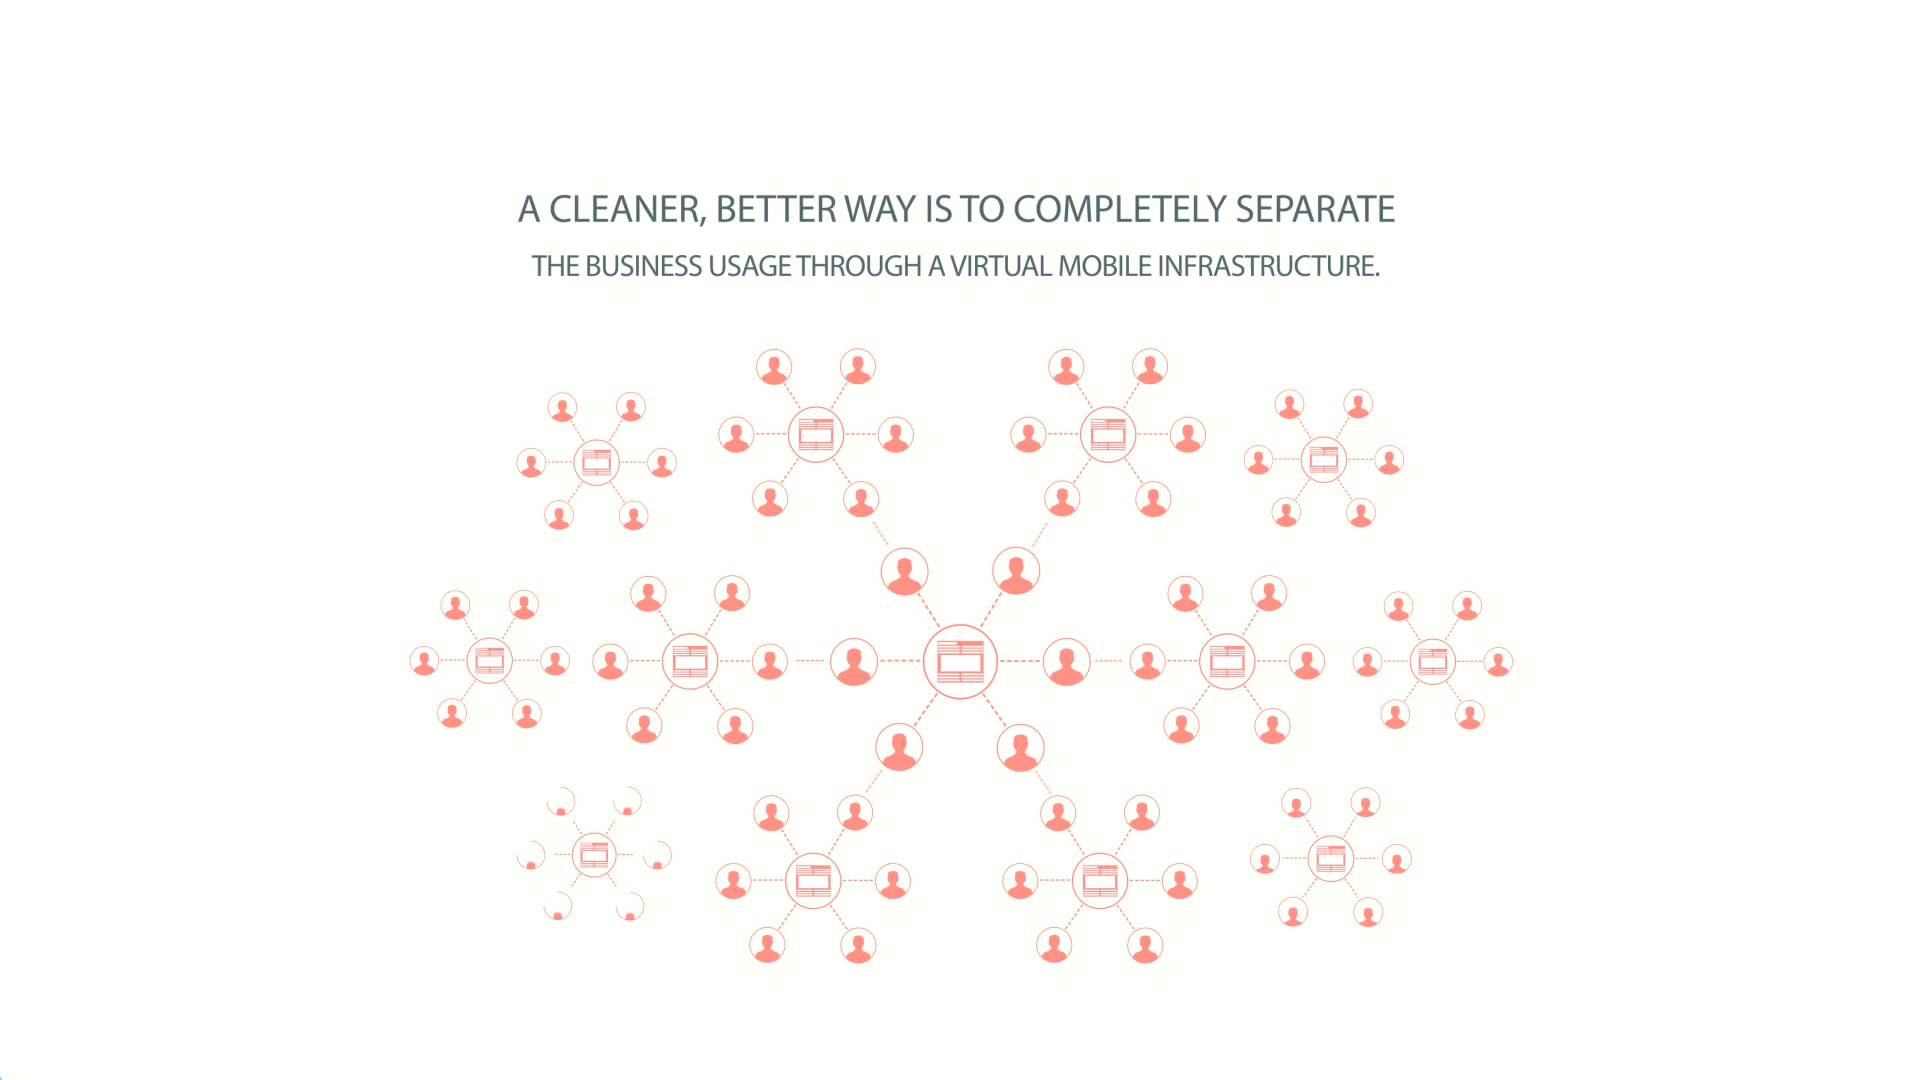 A CLEANER, BETTER WAY IS TO COMPLETELY SEPARATE
THE BUSINESS USAGE THROUGH A VIRTUAL MOBILE INFRASTRUCTURE.